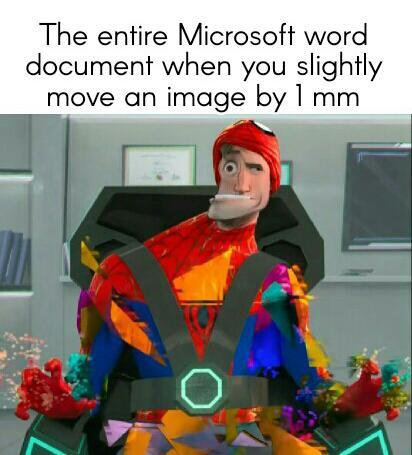 The entire Microsoft word
document when you slightly
move an image by 1 mm